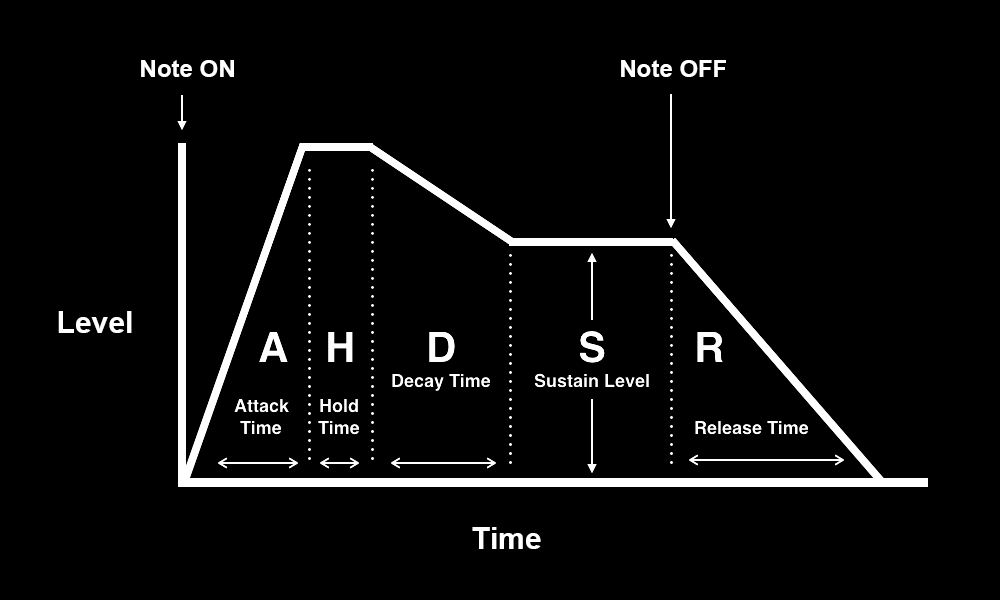 Note ON
Note OFF
Level
A
H
D
S
R
Decay Time
Sustain Level
Attack
Time
Hold
Time
Release Time
Time